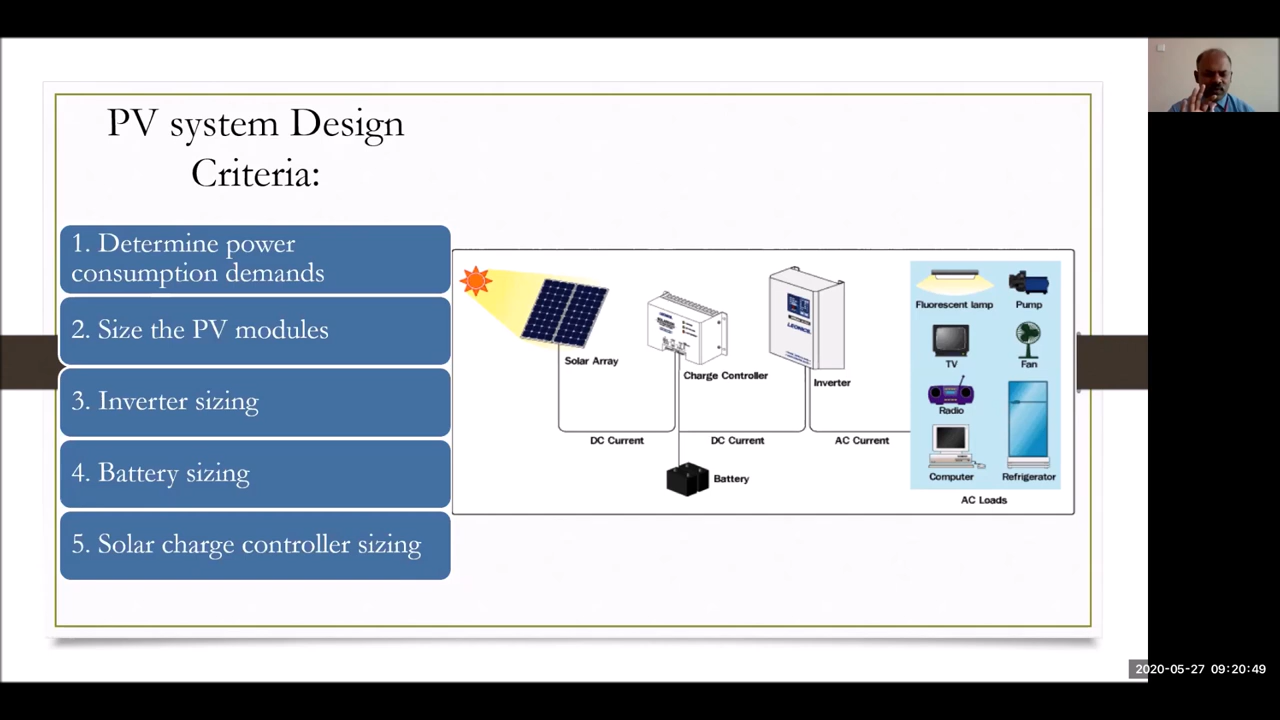 PV system Design
Criteria:
1. Determine power
consumption demands
2. Size the PV modules
3. Inverter sizing
4. Battery sizing
5. Solar charge controller sizing
Solar Array
Charge Controller
LEONICS
Inverter
DC Current
DC Current
AC Current
Battery
Fluorescent lamp
Pump
TV
Fan
Radio
Computer
Refrigerator
AC Loads
2020-05-27 09:20:49